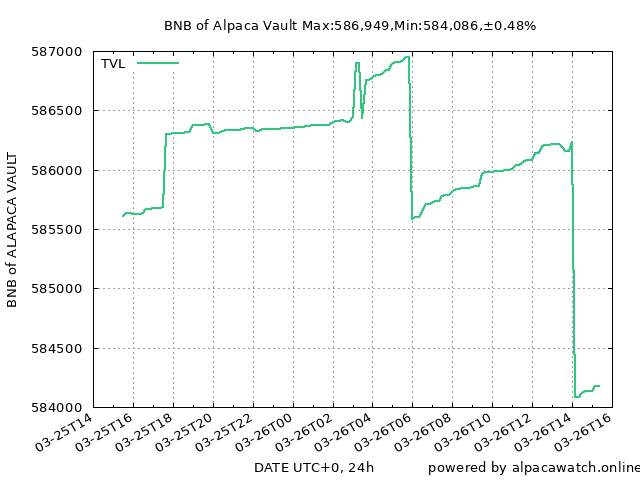 BNB of Alpaca Vault Max:586,949,Min:584,086,±0.48%
TVL
587000
586500
586000
585500
585000
584500
584000
BNB of ALAPACA VAULT
03-25T14
03-25T16
03-25T18
03-25T20
03-25T22
03-26T00
03-26T02
03-26T04
03-26T06
03-26T08
03-26T10
03-26T12
03-26T14
03-26T16
DATE UTC+0, 24h
powered by alpacawatch.online